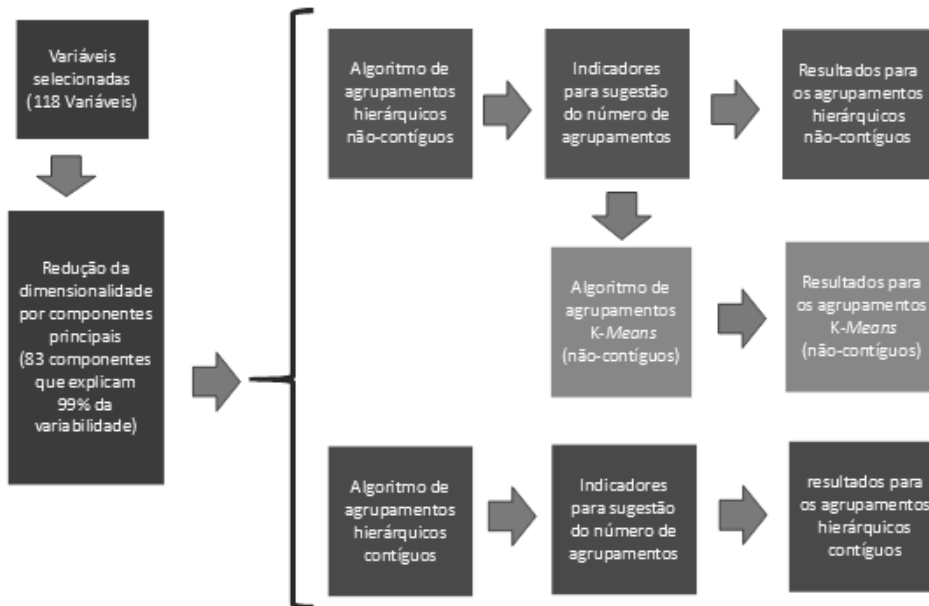 Variáveis
selecionadas
(118 Variáveis)
Redução da
dimensionalidade
por componentes
principais
(83 componentes
que explicam
99% da
variabilidade)
Algoritmo de
agrupamentos
hierárquicos
não-contíguos
Indicadores
para sugestão
do número de
agrupamentos
Resultados para
os agrupamentos
hierárquicos
não-contíguos
Algoritmo de
agrupamentos
K-Means
(não-contíguos)
Resultados para
os agrupamentos
K-Means
(não-contíguos)
Algoritmo de
agrupamentos
hierárquicos
contíguos
Indicadores
para sugestão
do número de
agrupamentos
resultados para
os agrupamentos
hierárquicos
contíguos